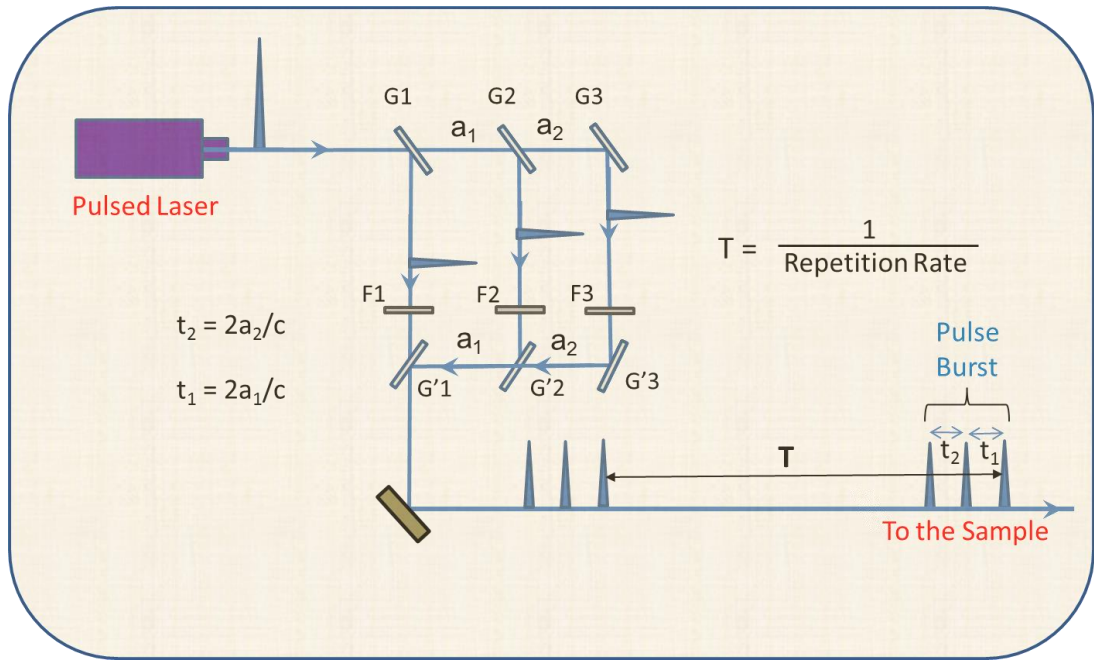 G1
G2
G3
a₁
a₂
Pulsed Laser
T = 1
Repetition Rate
F1
F2
F3
t₂ = 2a₂/c
a₁
a₂
Pulse
Burst
t₁ = 2a₁/c
G’1
G’2
G’3
T
t₂
t₁
To the Sample